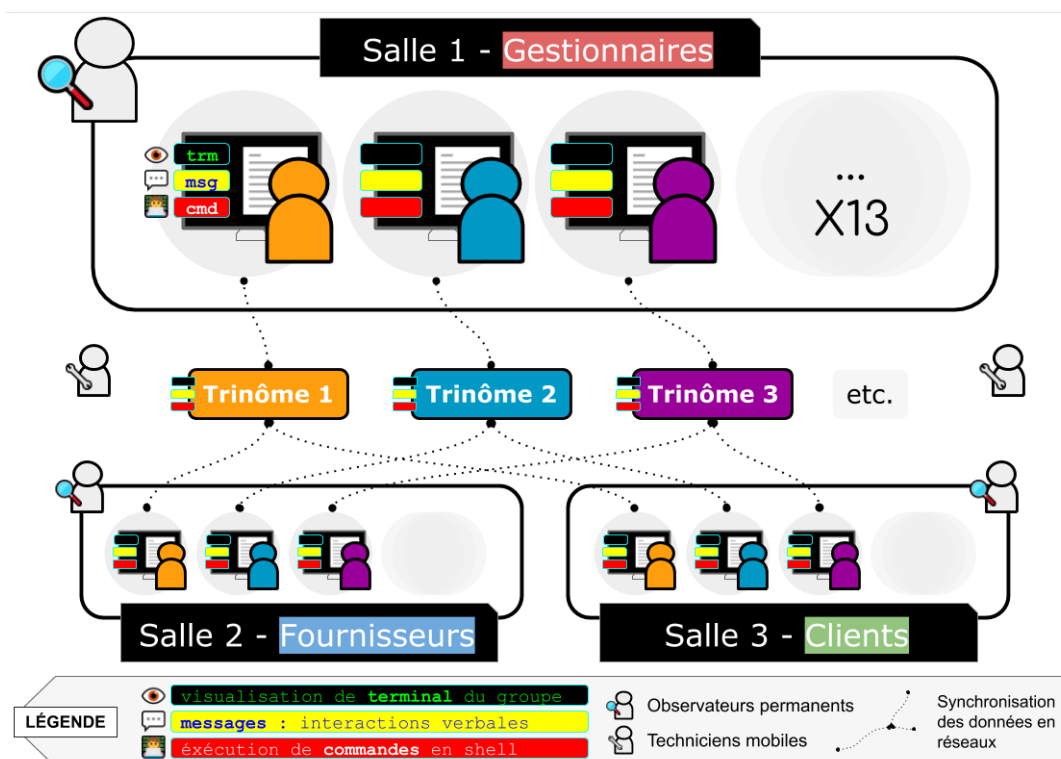 Salle 1 - Gestionnaires
trm
msg
cmd
...
X13
Trinôme 1
Trinôme 2
Trinôme 3
etc.
Salle 2 - Fournisseurs
Salle 3 - Clients
LÉGENDE
visualisation de terminal du groupe
messages : interactions verbales
éxécution de commandes en shell
Observateurs permanents
Techniciens mobiles
Synchronisation
des données en
réseaux